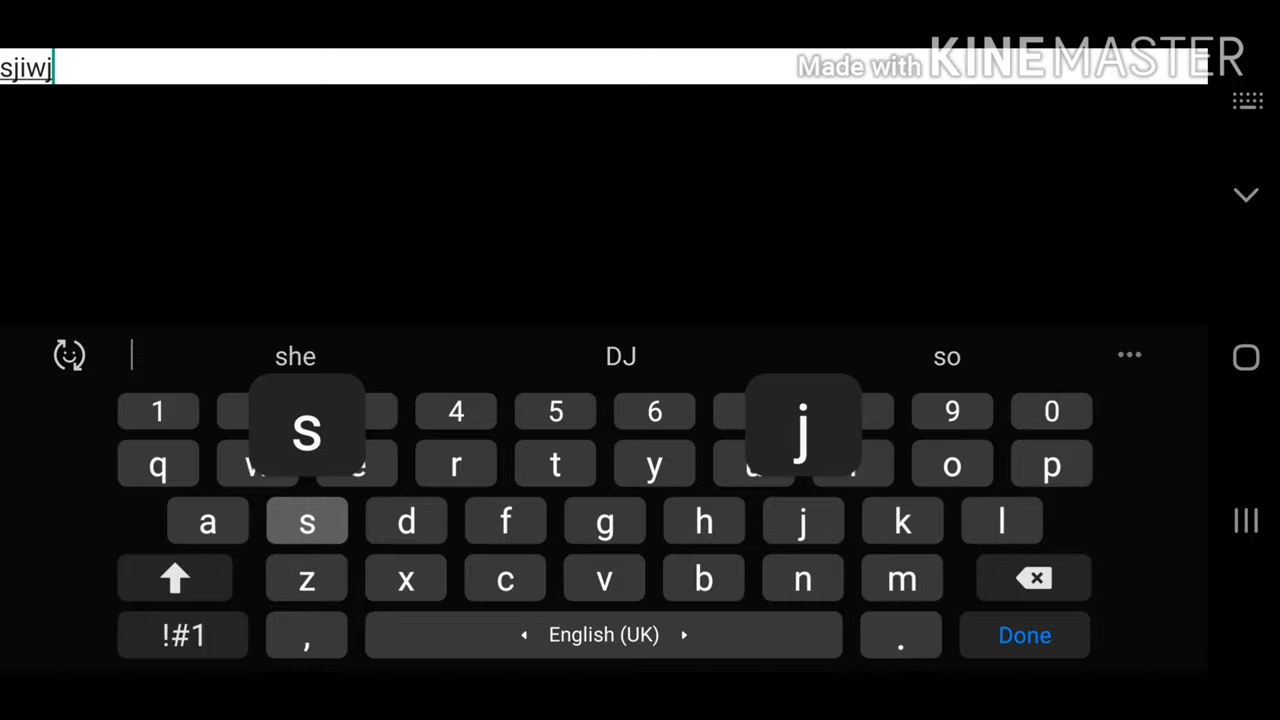 sjiwj
Made with KINEMASTER
she DJ so
s j
1 4 5 6 9 0
q w e r t y u o p
a s d f g h j k l
z x c v b n m
!#1 , English (UK) . Done